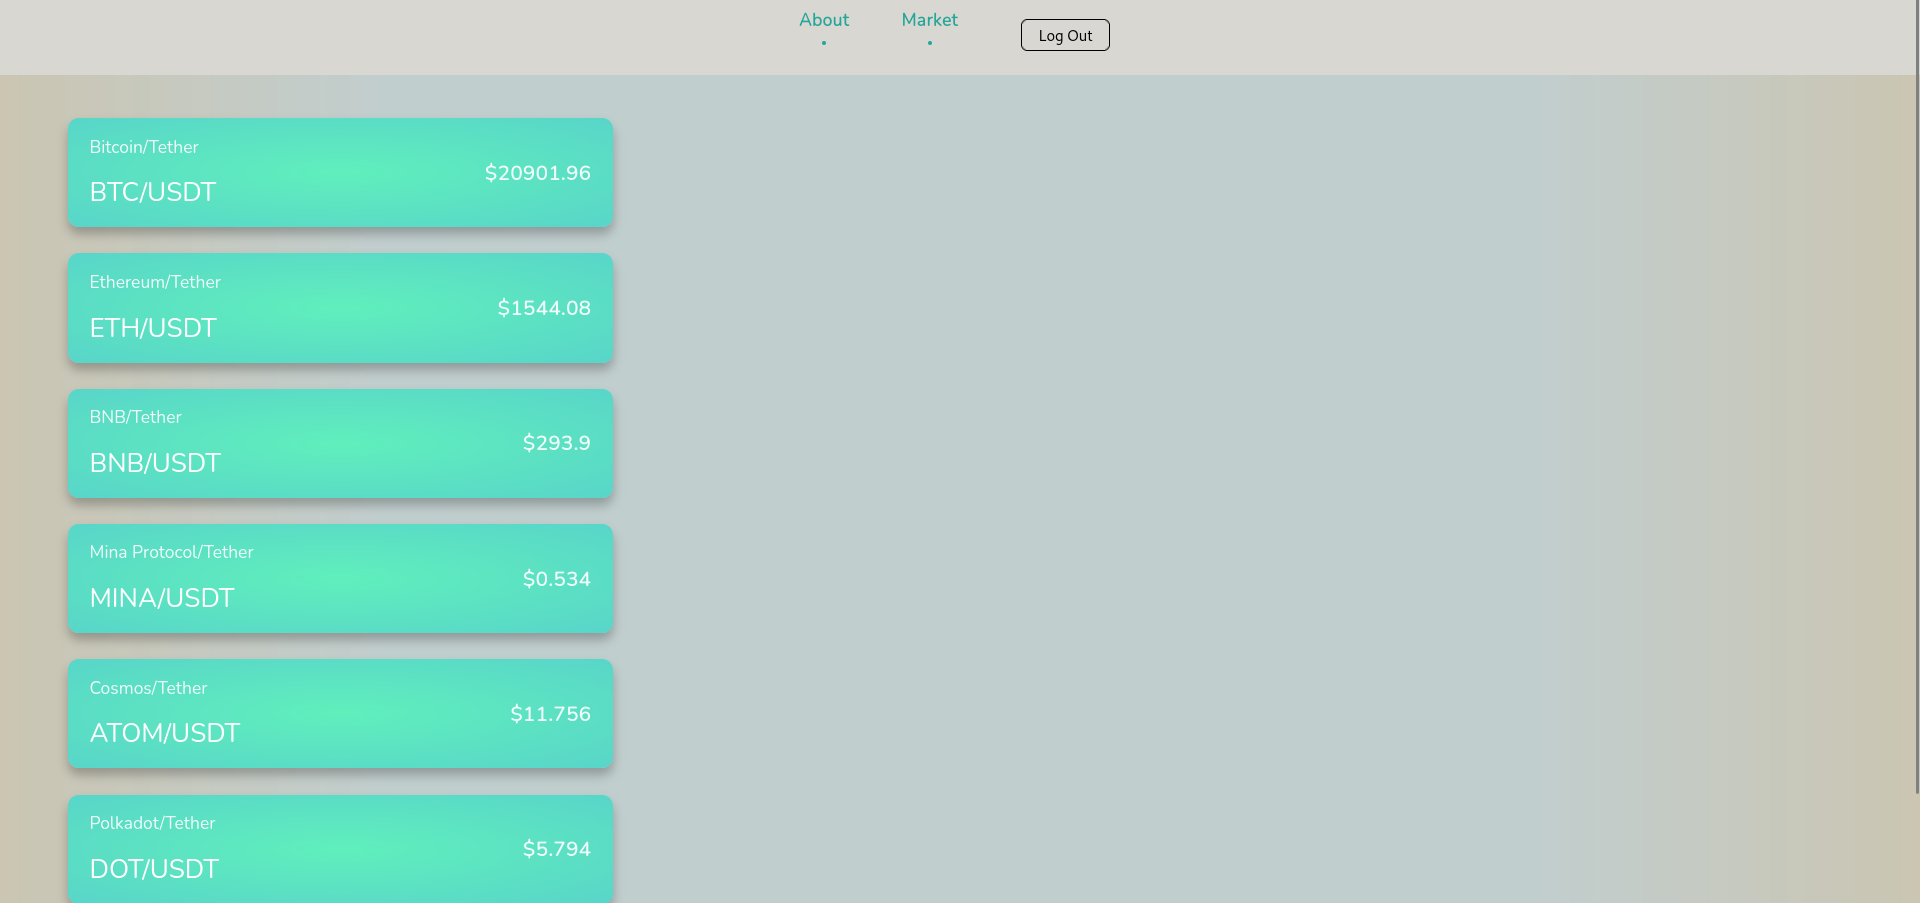 About
Market
Log Out
Bitcoin/Tether
BTC/USDT
$20901.96
Ethereum/Tether
ETH/USDT
$1544.08
BNB/Tether
BNB/USDT
$293.9
Mina Protocol/Tether
MINA/USDT
$0.534
Cosmos/Tether
ATOM/USDT
$11.756
Polkadot/Tether
DOT/USDT
$5.794